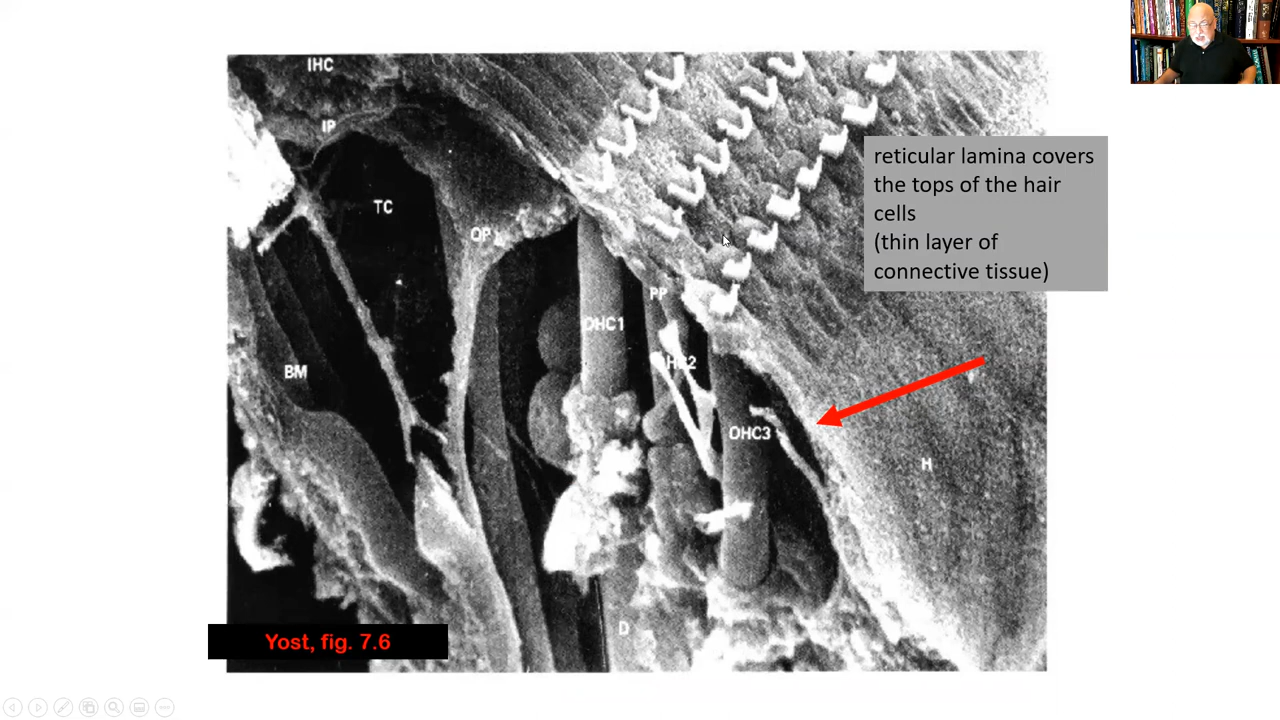 IHC
IP
TC
OP
reticular lamina covers
the tops of the hair
cells
(thin layer of
connective tissue)
PP
OHC1
OHC2
BM
OHC3
H
D
Yost, fig. 7.6